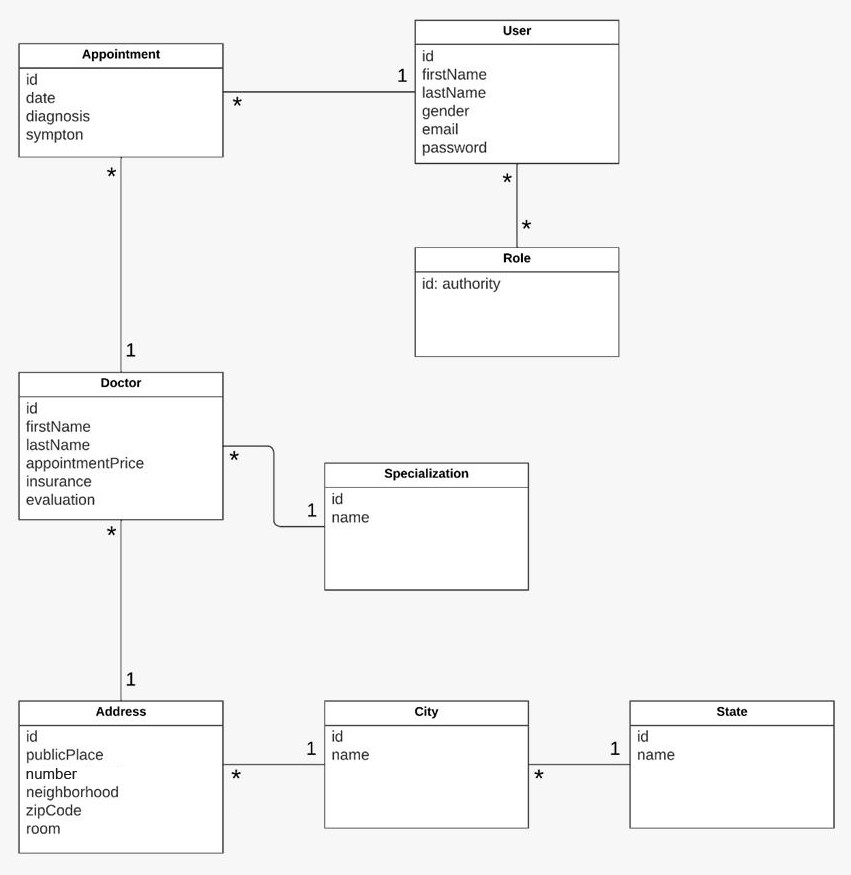 Appointment
id
date
diagnosis
sympton
*
1
User
id
firstName
lastName
gender
email
password
*
*
Role
id: authority
*
1
Doctor
id
firstName
lastName
appointmentPrice
insurance
evaluation
*
1
Specialization
id
name
*
1
Address
id
publicPlace
number
neighborhood
zipCode
room
*
1
City
id
name
*
1
State
id
name